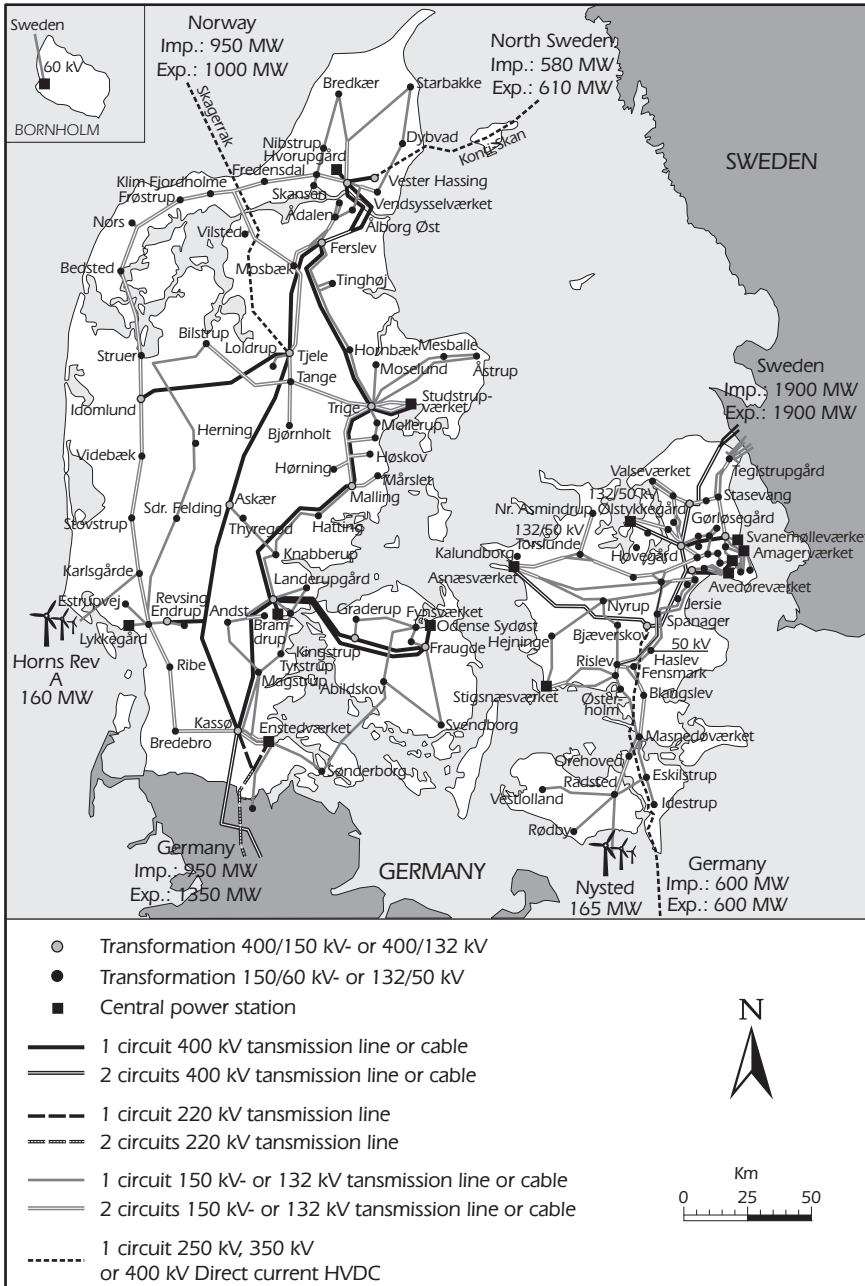 Sweden
60 kV
BORNHOLM
Norway
Imp.: 950 MW
Exp.: 1000 MW
Skagerrak
North Sweden
Imp.: 580 MW
Exp.: 610 MW
Konti-Skan
SWEDEN
Bredkær
Starbakke
Dybvad
Nibstrup
Hvorupgård
Fredensdal
Klim Fjordholme
Frøstrup
Skansen
Vester Hassing
Vendsysselværket
Nors
Vilsted
Ådalen
Ålborg Øst
Ferslev
Bedsted
Mosbæk
Tinghøj
Bilstrup
Struer
Loldrup
Tjele
Hornbæk
Mesballe
Moselund
Åstrup
Tange
Idomlund
Trige
Studstrup-
værket
Bjørnholt
Mollerup
Herning
Videbæk
Høskov
Hørning
Mårslet
Malling
Askær
Sdr. Felding
Stovstrup
Thyregod
Hatting
Knabberup
Karlsgårde
Landerupgård
Estrupvej
Revsing
Endrup
Andst
Graderup
Fynsværket
Lykkegård
Bram-
drup
Odense Sydøst
Kingstrup
Fraugde
Horns Rev
A
160 MW
Tyrstrup
Ribe
Magstrup
Abildskov
Kassø
Enstedværket
Svendborg
Bredebro
Sønderborg
Germany
Imp.: 950 MW
Exp.: 1350 MW
GERMANY
Sweden
Imp.: 1900 MW
Exp.: 1900 MW
Teglstrupgård
Valseværket
132/50 kV
Stasevang
Nr. Asmindrup
Ølstykkegård
Gørløsegård
132/50 kV
Torslunde
Svanemølleværket
Kalundborg
Hovegård
Amagerværket
Asnæsværket
Avedøreværket
Nyrup
Jersie
Spanager
Hejninge
Bjæverskov
50 kV
Rislev
Haslev
Fensmark
Stigsnæsværket
Øster-
holm
Blangslev
Masnedøværket
Orehoved
Eskilstrup
Radsted
Vestlolland
Idestrup
Rødby
Nysted
165 MW
Germany
Imp.: 600 MW
Exp.: 600 MW
Transformation 400/150 kV- or 400/132 kV
Transformation 150/60 kV- or 132/50 kV
Central power station
1 circuit 400 kV tansmission line or cable
2 circuits 400 kV tansmission line or cable
1 circuit 220 kV tansmission line
2 circuits 220 kV tansmission line
1 circuit 150 kV- or 132 kV tansmission line or cable
2 circuits 150 kV- or 132 kV tansmission line or cable
1 circuit 250 kV, 350 kV
or 400 kV Direct current HVDC
N
Km
0 25 50